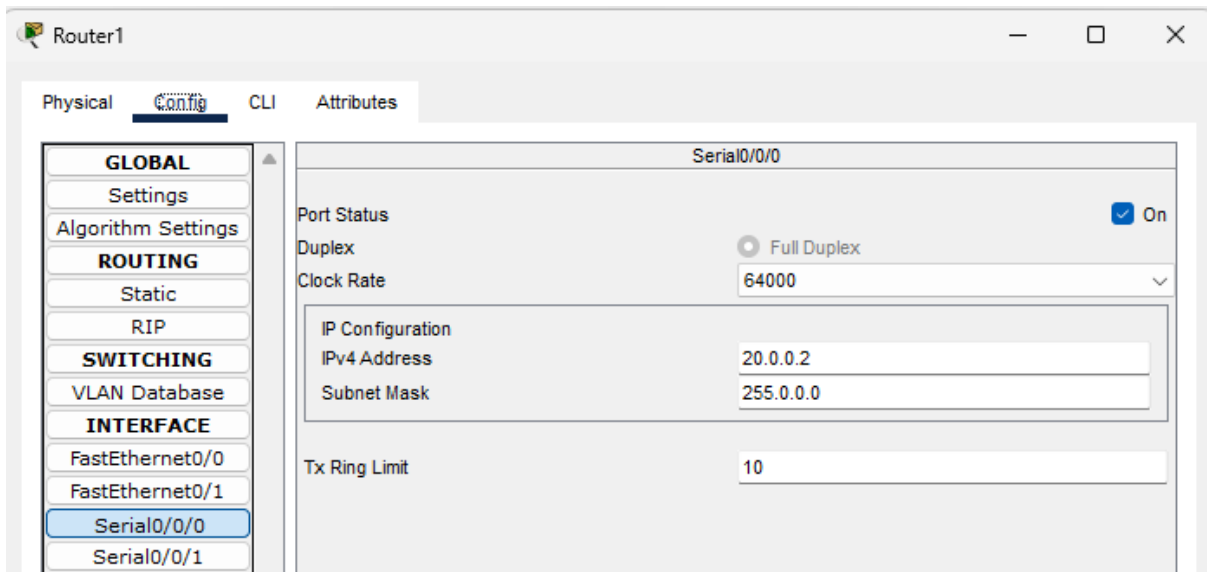 Router1
Physical Config CLI Attributes
GLOBAL
Settings
Algorithm Settings
ROUTING
Static
RIP
SWITCHING
VLAN Database
INTERFACE
FastEthernet0/0
FastEthernet0/1
Serial0/0/0
Serial0/0/1
Serial0/0/0
Port Status On
Duplex Full Duplex
Clock Rate 64000
IP Configuration
IPv4 Address 20.0.0.2
Subnet Mask 255.0.0.0
Tx Ring Limit 10